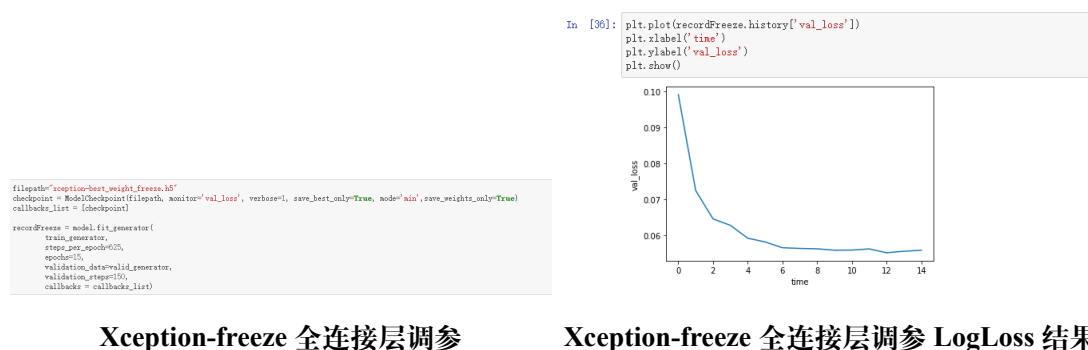 In [36]: plt.plot(recordFreeze.history['val_loss'])
plt.xlabel('time')
plt.ylabel('val_loss')
plt.show()
0.10
0.09
0.08
0.07
0.06
val_loss
0 2 4 6 8 10 12 14
time
filepath="xception-best_weight_freeze.h5"
checkpoint = ModelCheckpoint(filepath, monitor='val_loss', verbose=1, save_best_only=True, mode='min',save_weights_only=True)
callbacks_list = [checkpoint]
recordFreeze = model.fit_generator(
train_generator,
steps_per_epoch=625,
epochs=15,
validation_data=valid_generator,
validation_steps=150,
callbacks = callbacks_list)
Xception-freeze 全连接层调参
Xception-freeze 全连接层调参 LogLoss 结果